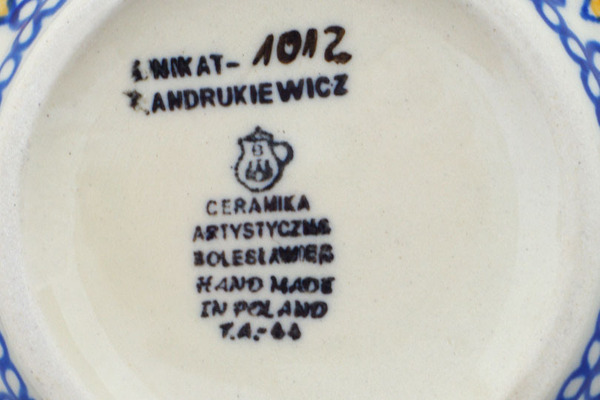 UNIKAT- 1012
T. ANDRUKIEWICZ
B
CERAMIKA
ARTYSTYCZNA
BOLESŁAWIEC
HAND MADE
IN POLAND
T.A.-44